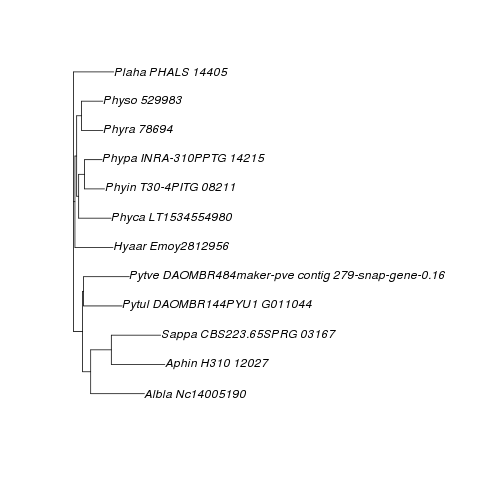 Plaha PHALS 14405
Physo 529983
Phyra 78694
Phypa INRA-310PPTG 14215
Phyin T30-4PITG 08211
Phyca LT1534554980
Hyaar Emoy2812956
Pytve DAOMBR484maker-pve contig 279-snap-gene-0.16
Pytul DAOMBR144PYU1 G011044
Sappa CBS223.65SPRG 03167
Aphin H310 12027
Albla Nc14005190